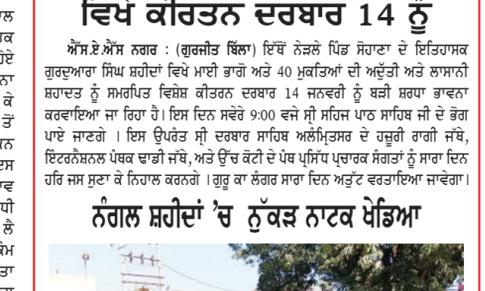 ਵਿਖੇ ਕੀਰਤਨ ਦਰਬਾਰ 14 ਨੂੰ
ਐੱਸ.ਏ.ਐੱਸ ਨਗਰ : (ਗੁਰਜੀਤ ਬਿੱਲਾ) ਇੱਥੋਂ ਨੇੜਲੇ ਪਿੰਡ ਸੋਹਾਣਾ ਦੇ ਇਤਿਹਾਸਕ
ਗੁਰਦੁਆਰਾ ਸਿੰਘ ਸ਼ਹੀਦਾਂ ਵਿਖੇ ਮਾਈ ਭਾਗੋ ਅਤੇ 40 ਮੁਕਤਿਆਂ ਦੀ ਅਦੁੱਤੀ ਅਤੇ ਲਾਸਾਨੀ
ਸ਼ਹਾਦਤ ਨੂੰ ਸਮਰਪਿਤ ਵਿਸ਼ੇਸ਼ ਕੀਤਰਨ ਦਰਬਾਰ 14 ਜਨਵਰੀ ਨੂੰ ਬੜੀ ਸ਼ਰਧਾ ਭਾਵਨਾ
ਕਰਵਾਇਆ ਜਾ ਰਿਹਾ ਹੈ। ਇਸ ਦਿਨ ਸਵੇਰੇ 9:00 ਵਜੇ ਸ੍ਰੀ ਸਹਿਜ ਪਾਠ ਸਾਹਿਬ ਜੀ ਦੇ ਭੋਗ
ਪਾਏ ਜਾਣਗੇ । ਇਸ ਉਪਰੰਤ ਸ੍ਰੀ ਦਰਬਾਰ ਸਾਹਿਬ ਅਲੰਮ੍ਰਿਤਸਰ ਦੇ ਹਜ਼ੂਰੀ ਰਾਗੀ ਜੱਥੇ,
ਇੰਟਰਨੈਸ਼ਨਲ ਪੰਥਕ ਢਾਡੀ ਜੱਥੇ, ਅਤੇ ਉੱਚ ਕੋਟੀ ਦੇ ਪੰਥ ਪ੍ਰਸਿੱਧ ਪ੍ਰਚਾਰਕ ਸੰਗਤਾਂ ਨੂੰ ਸਾਰਾ ਦਿਨ
ਹਰਿ ਜਸ ਸੁਣਾ ਕੇ ਨਿਹਾਲ ਕਰਨਗੇ । ਗੁਰੂ ਕਾ ਲੰਗਰ ਸਾਰਾ ਦਿਨ ਅਤੁੱਟ ਵਰਤਾਇਆ ਜਾਵੇਗਾ।
ਨੰਗਲ ਸ਼ਹੀਦਾਂ 'ਚ ਨੁੱਕੜ ਨਾਟਕ ਖੇਡਿਆ